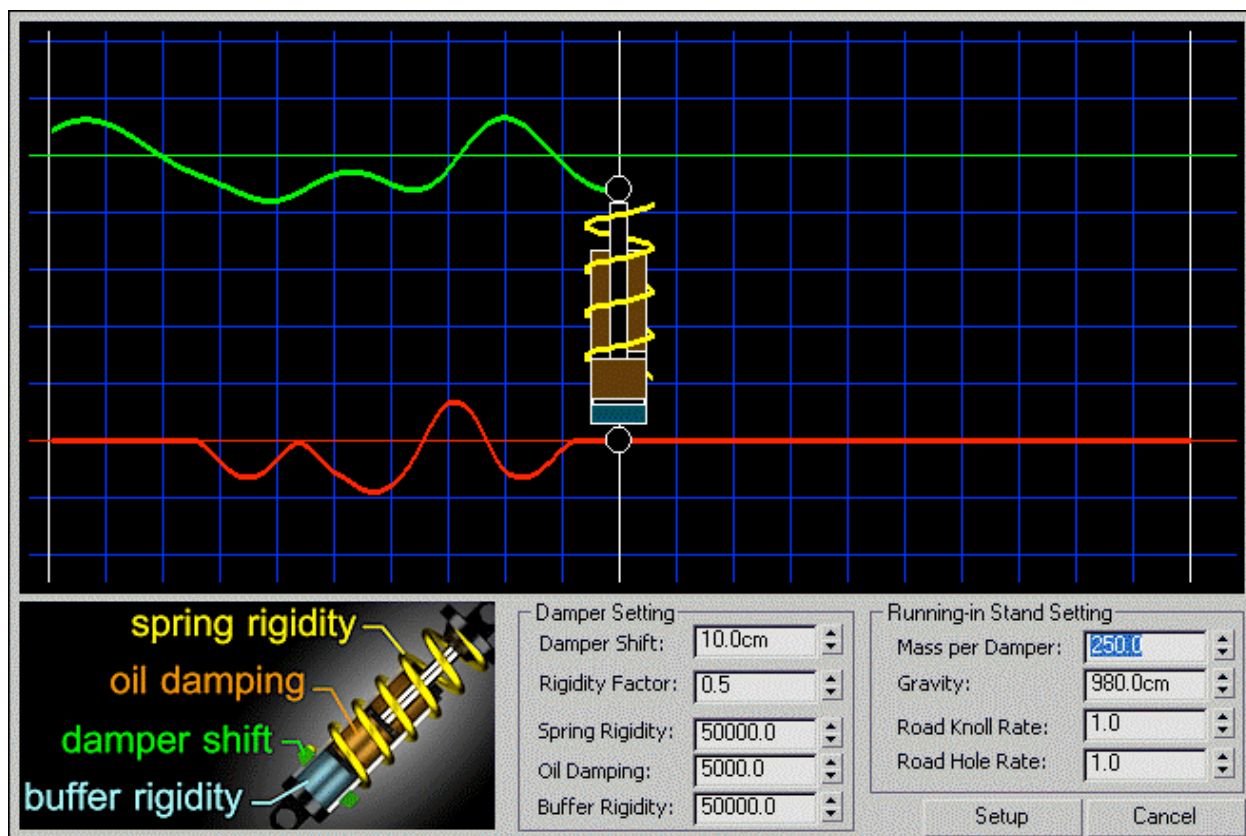 spring rigidity
oil damping
damper shift
buffer rigidity
Damper Setting
Damper Shift: 10.0cm
Rigidity Factor: 0.5
Spring Rigidity: 50000.0
Oil Damping: 5000.0
Buffer Rigidity: 50000.0
Running-in Stand Setting
Mass per Damper: 250.0
Gravity: 980.0cm
Road Knoll Rate: 1.0
Road Hole Rate: 1.0
Setup Cancel